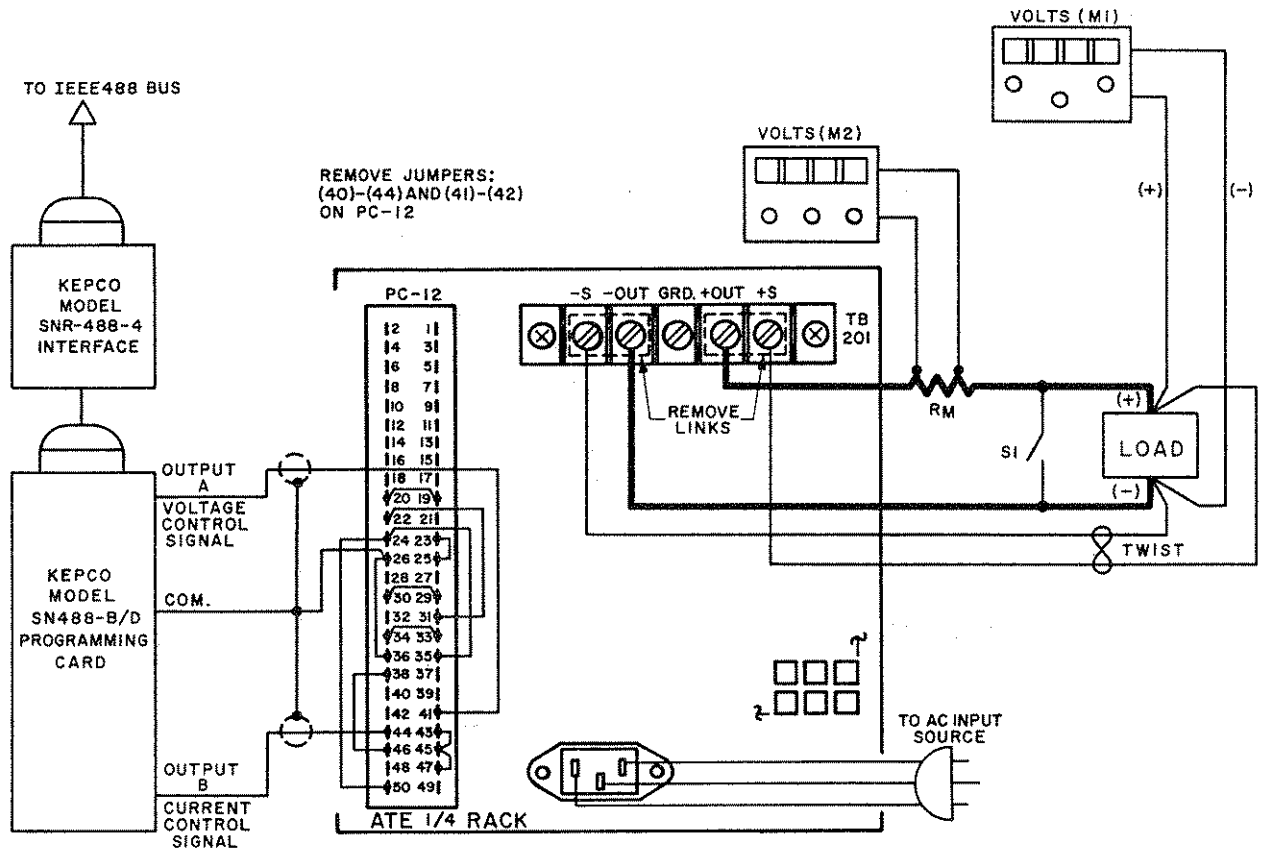 VOLTS (M1)
TO IEEE488 BUS
VOLTS (M2)
REMOVE JUMPERS:
(40)-(44) AND (41)-(42)
ON PC-12
(+)
(-)
KEPCO
MODEL
SNR-488-4
INTERFACE
PC-12
-S -OUT GRD. +OUT +S
TB
201
2 1
4 3
6 5
8 7
10 9
12 11
14 13
16 15
18 17
20 19
22 21
24 23
26 25
28 27
30 29
32 31
34 33
36 35
38 37
40 39
42 41
44 43
46 45
48 47
50 49
REMOVE
LINKS
RM
S1
(+)
LOAD
(-)
TWIST
OUTPUT
A
VOLTAGE
CONTROL
SIGNAL
KEPCO
MODEL
SN488-B/D
PROGRAMMING
CARD
COM.
OUTPUT
B
CURRENT
CONTROL
SIGNAL
TO AC INPUT
SOURCE
ATE 1/4 RACK